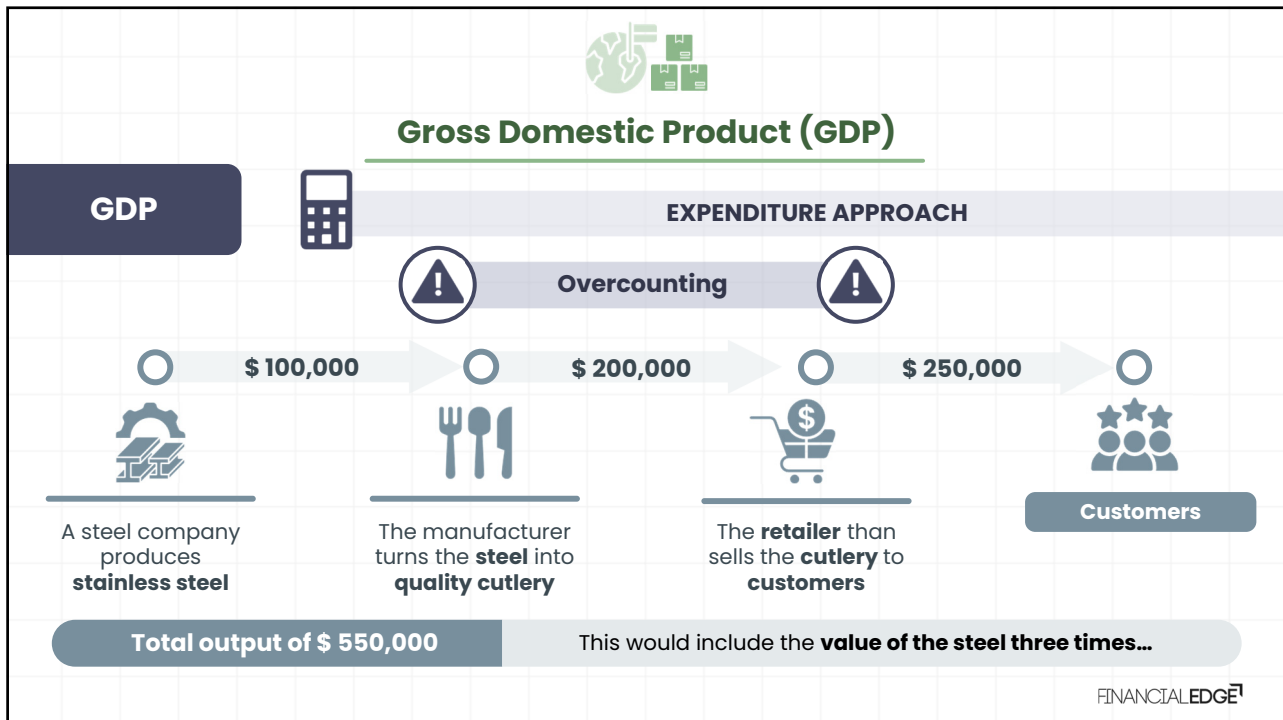 Gross Domestic Product (GDP)
GDP
EXPENDITURE APPROACH
Overcounting
$ 100,000
$ 200,000
$ 250,000
$
A steel company
produces
stainless steel
The manufacturer
turns the steel into
quality cutlery
The retailer than
sells the cutlery to
customers
Customers
Total output of $ 550,000
This would include the value of the steel three times...
FINANCIALEDGE